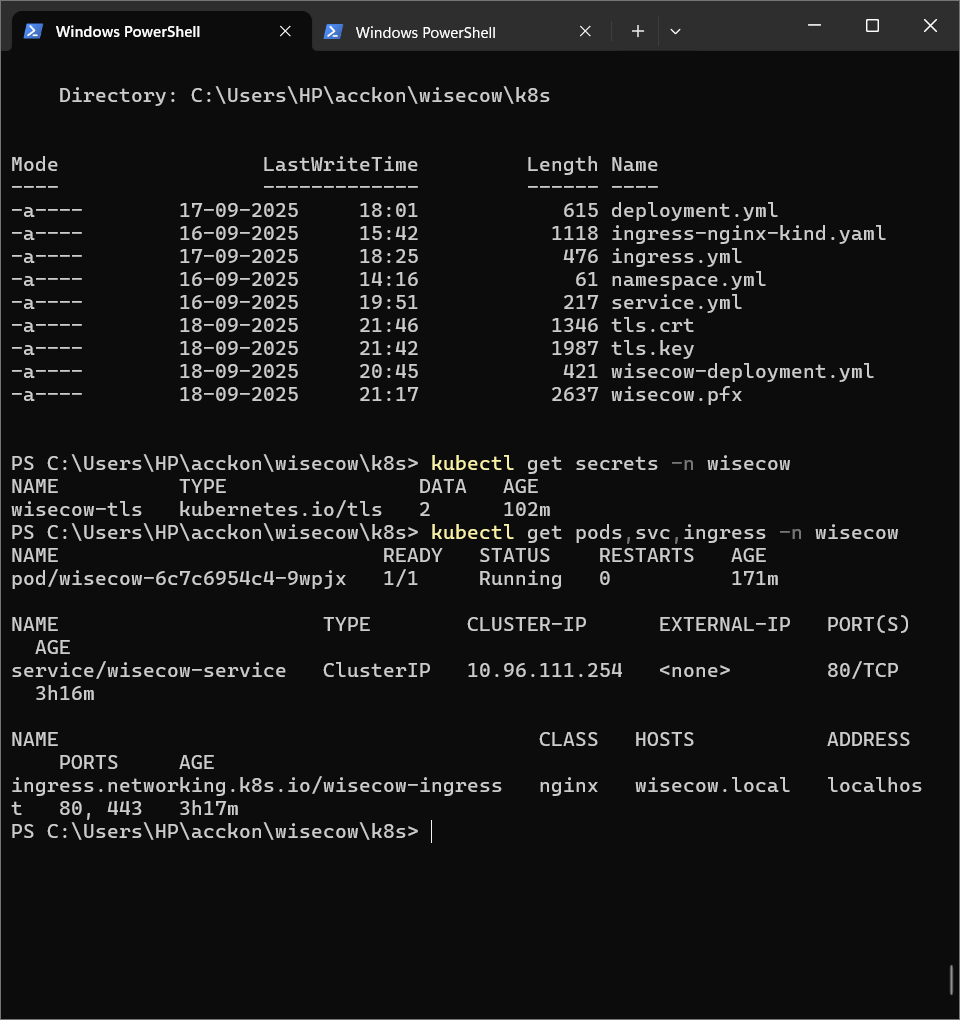 Windows PowerShell
Windows PowerShell
    Directory: C:\Users\HP\acckon\wisecow\k8s
Mode                 LastWriteTime         Length Name
----                 -------------         ------ ----
-a----        17-09-2025     18:01            615 deployment.yml
-a----        16-09-2025     15:42           1118 ingress-nginx-kind.yaml
-a----        17-09-2025     18:25            476 ingress.yml
-a----        16-09-2025     14:16             61 namespace.yml
-a----        16-09-2025     19:51            217 service.yml
-a----        18-09-2025     21:46           1346 tls.crt
-a----        18-09-2025     21:42           1987 tls.key
-a----        18-09-2025     20:45            421 wisecow-deployment.yml
-a----        18-09-2025     21:17           2637 wisecow.pfx
PS C:\Users\HP\acckon\wisecow\k8s> kubectl get secrets -n wisecow
NAME          TYPE                DATA   AGE
wisecow-tls   kubernetes.io/tls   2      102m
PS C:\Users\HP\acckon\wisecow\k8s> kubectl get pods,svc,ingress -n wisecow
NAME                           READY   STATUS    RESTARTS   AGE
pod/wisecow-6c7c6954c4-9wpjx   1/1     Running   0          171m
NAME                      TYPE        CLUSTER-IP      EXTERNAL-IP   PORT(S)
  AGE
service/wisecow-service   ClusterIP   10.96.111.254   <none>        80/TCP
  3h16m
NAME                                        CLASS   HOSTS           ADDRESS
    PORTS     AGE
ingress.networking.k8s.io/wisecow-ingress   nginx   wisecow.local   localhos
t   80, 443   3h17m
PS C:\Users\HP\acckon\wisecow\k8s>